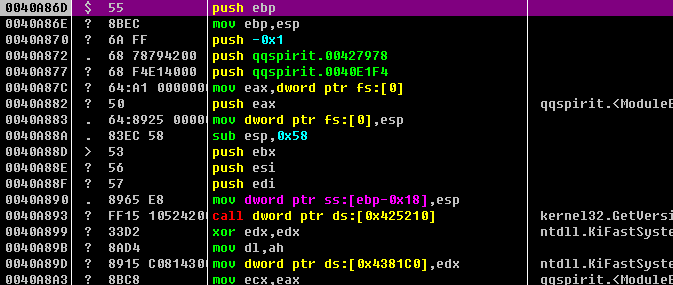 0040A86D $ 55 push ebp
0040A86E ? 8BEC mov ebp,esp
0040A870 ? 6A FF push -0x1
0040A872 . 68 78794200 push qqspirit.00427978
0040A877 ? 68 F4E14000 push qqspirit.0040E1F4
0040A87C ? 64:A1 0000000 mov eax,dword ptr fs:[0]
0040A882 ? 50 push eax qqspirit.<ModuleE
0040A883 . 64:8925 00000 mov dword ptr fs:[0],esp
0040A88A . 83EC 58 sub esp,0x58
0040A88D > 53 push ebx
0040A88E ? 56 push esi
0040A88F ? 57 push edi
0040A890 . 8965 E8 mov dword ptr ss:[ebp-0x18],esp
0040A893 ? FF15 10524200 call dword ptr ds:[0x425210] kernel32.GetVersi
0040A899 ? 33D2 xor edx,edx ntdll.KiFastSyste
0040A89B ? 8AD4 mov dl,ah
0040A89D ? 8915 C0814300 mov dword ptr ds:[0x4381C0],edx ntdll.KiFastSyste
0040A8A3 ? 8BC8 mov ecx,eax qqspirit.<ModuleE